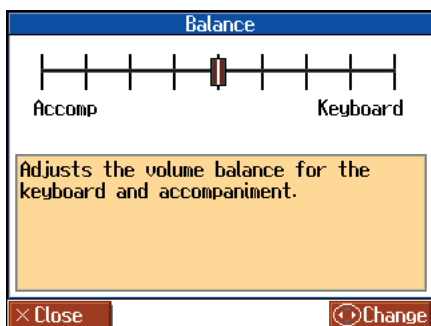 Balance
Accomp Keyboard
Adjusts the volume balance for the
keyboard and accompaniment.
× Close Change